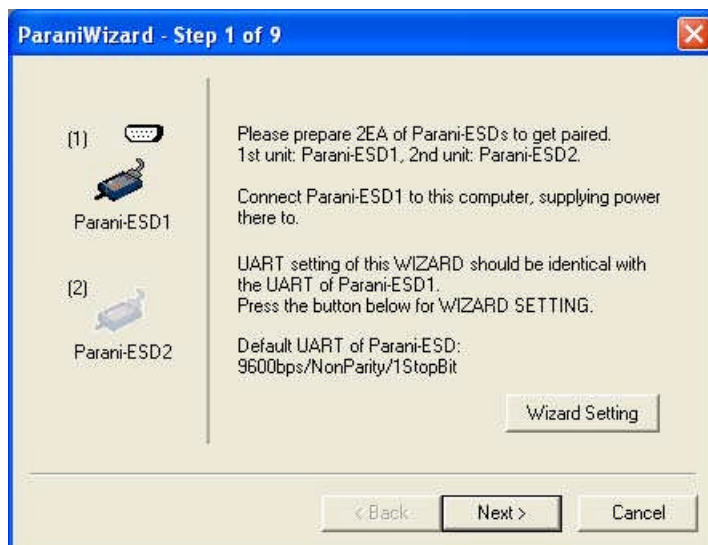 ParaniWizard - Step 1 of 9
(1)
Parani-ESD1
(2)
Parani-ESD2
Please prepare 2EA of Parani-ESDs to get paired.
1st unit: Parani-ESD1, 2nd unit: Parani-ESD2.
Connect Parani-ESD1 to this computer, supplying power
there to.
UART setting of this WIZARD should be identical with
the UART of Parani-ESD1.
Press the button below for WIZARD SETTING.
Default UART of Parani-ESD:
9600bps/NonParity/1StopBit
Wizard Setting
< Back
Next >
Cancel